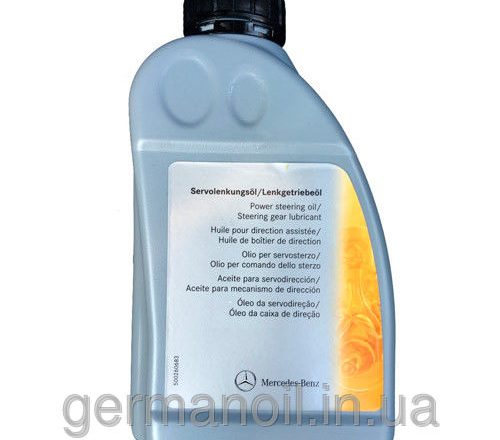 Servolenkungsöl/Lenkgetriebeöl
Power steering oil/
Steering gear lubricant
Huile pour direction assistée/
Huile de boîtier de direction
Olio per servosterzo/
Olio per comando dello sterzo
Aceite para servodirección/
Aceite para mecanismo de dirección
Óleo da servodireção/
Óleo da caixa de direção
500260683
Mercedes-Benz
germanoil.in.ua